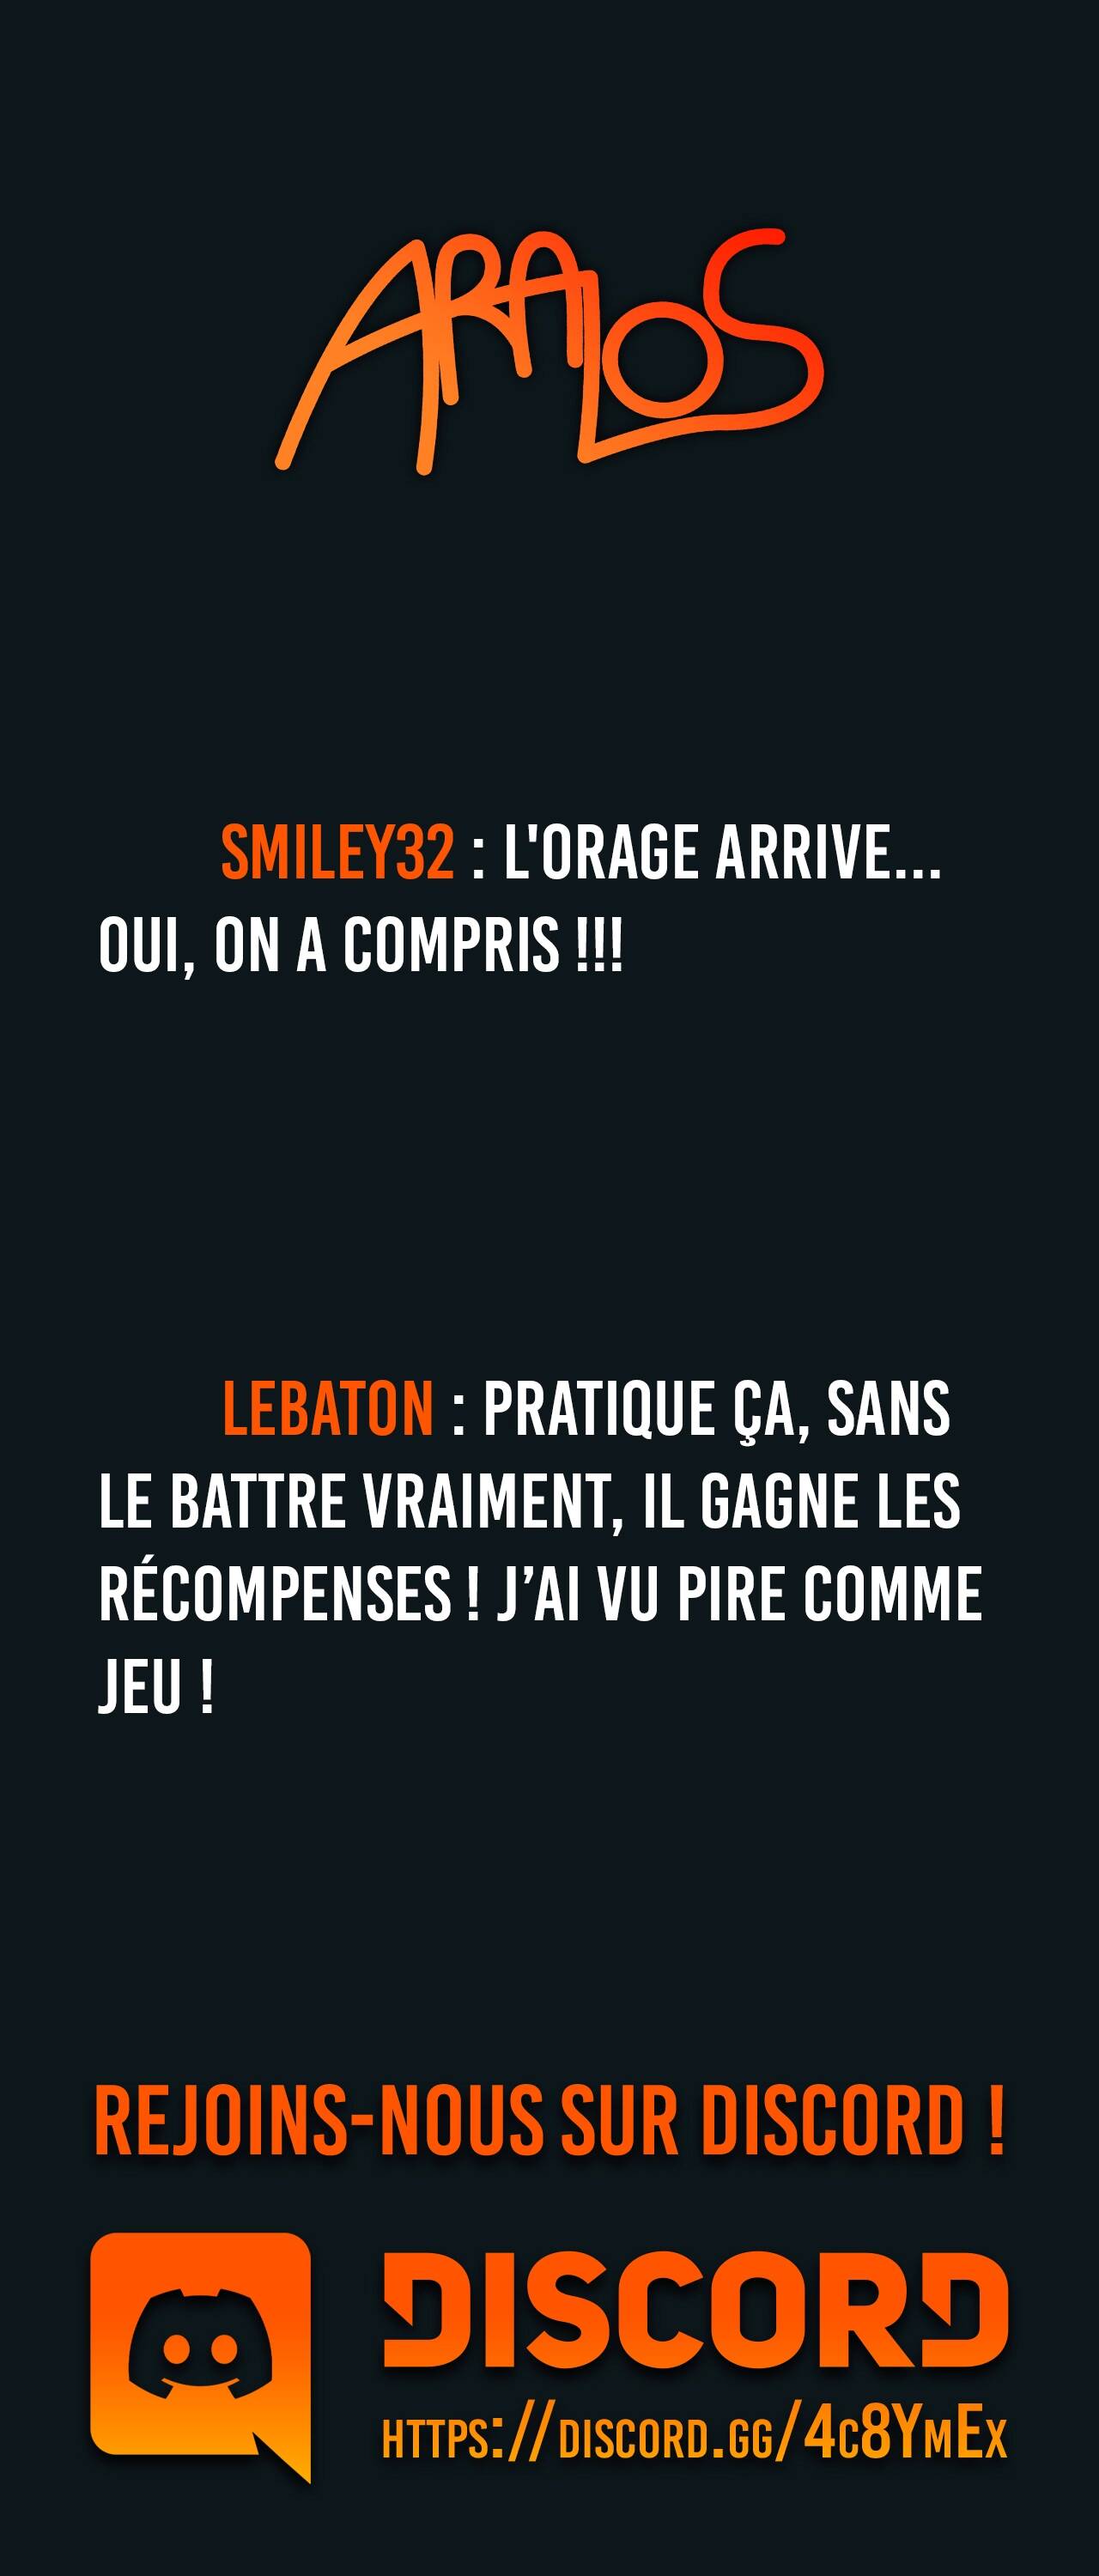 ARALOS
SMILEY32 : L'ORAGE ARRIVE...
OUI, ON A COMPRIS !!!
LEBATON : PRATIQUE ÇA, SANS
LE BATTRE VRAIMENT, IL GAGNE LES
RÉCOMPENSES ! J’AI VU PIRE COMME
JEU !
REJOINS-NOUS SUR DISCORD !
DISCORD
https://discord.gg/4c8YmEx